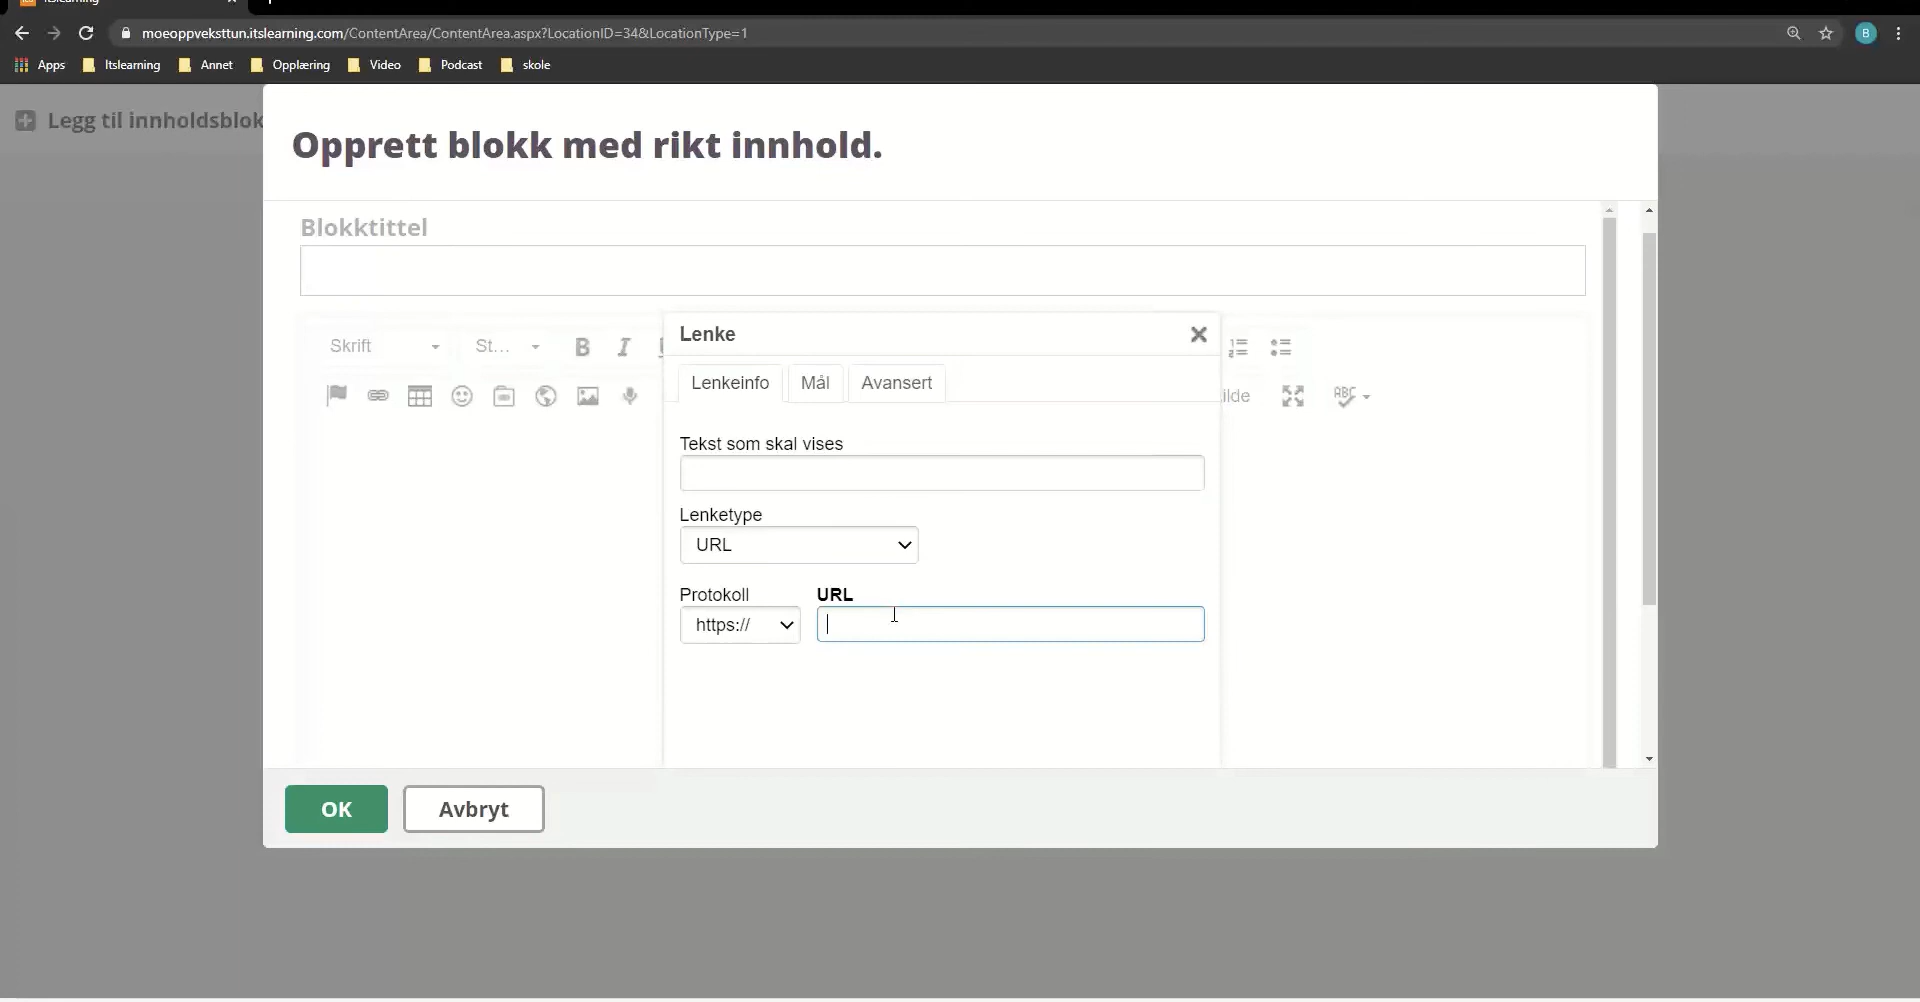 itslearning
moeoppveksttun.itslearning.com/ContentArea/ContentArea.aspx?LocationID=34&LocationType=1
B
Apps Itslearning Annet Opplæring Video Podcast skole
Legg til innholdsblok
Opprett blokk med rikt innhold.
Blokktittel
Lenke
Skrift St... B I
Lenkeinfo Mål Avansert
ilde ABC
Tekst som skal vises
Lenketype
URL
Protokoll URL
https://
OK Avbryt